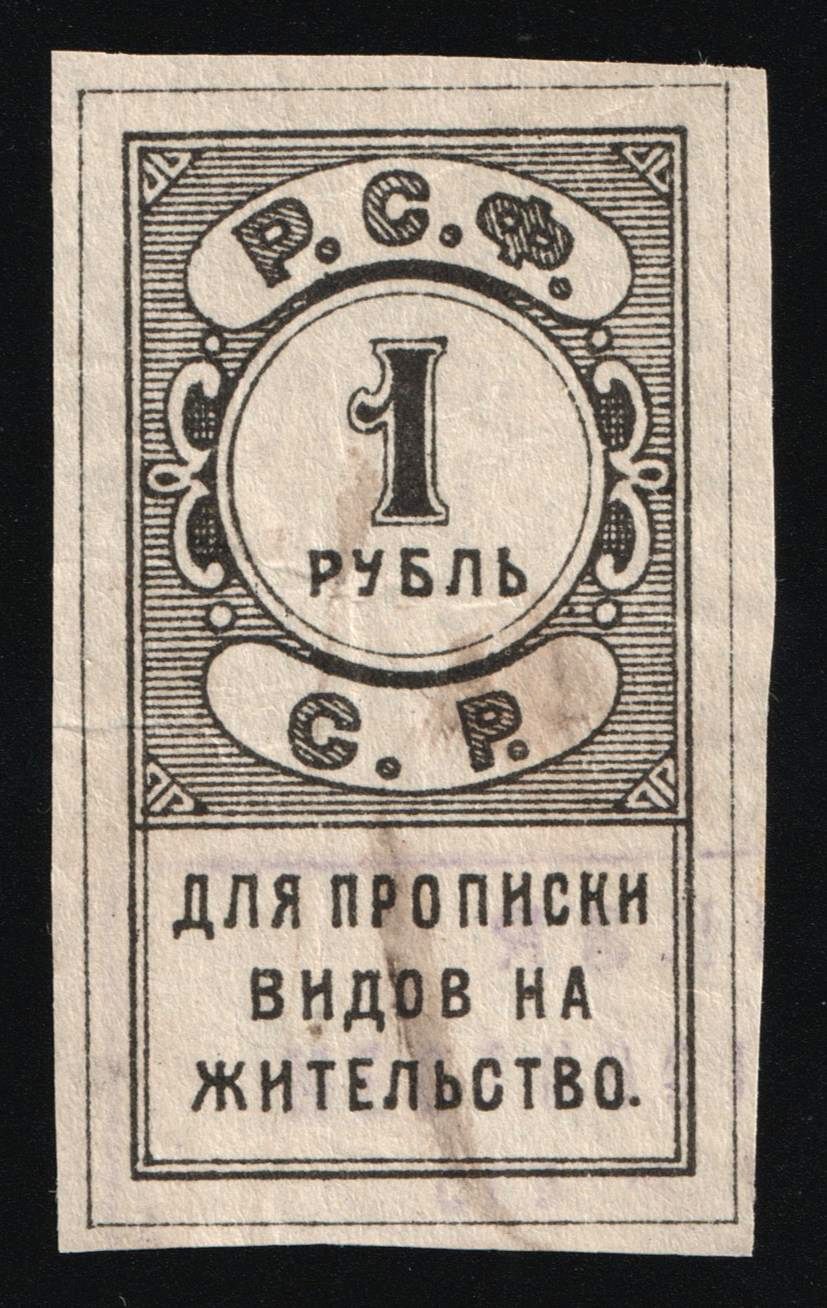 Р. С. Ф.
1
РУБЛЬ
С. Р.
ДЛЯ ПРОПИСКИ
ВИДОВ НА
ЖИТЕЛЬСТВО.